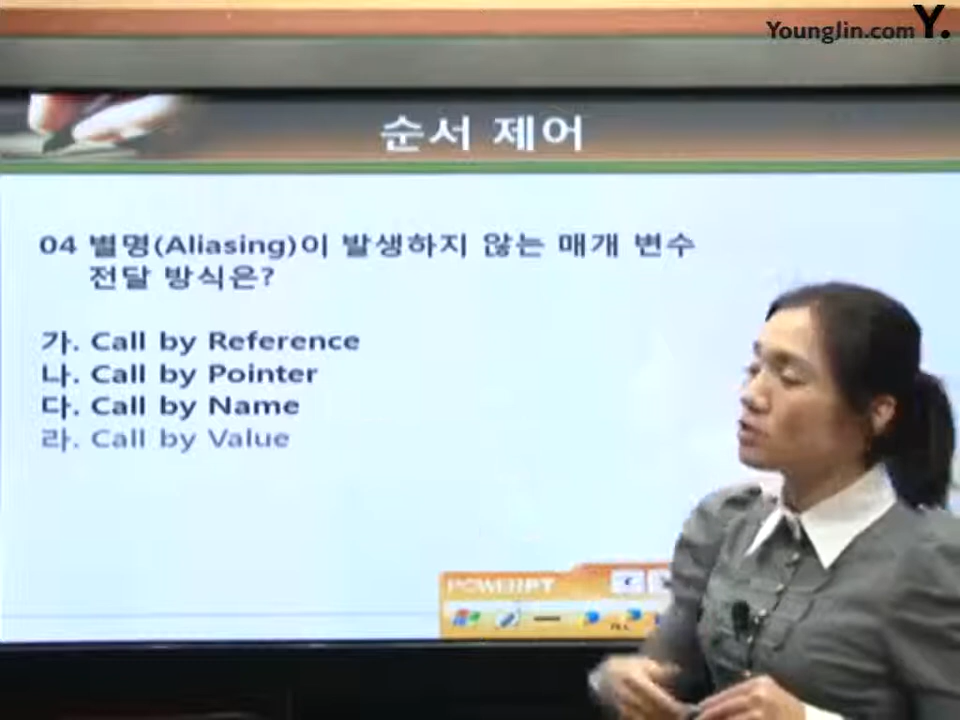 YoungJin.com Y.
순서 제어
04 별명(Aliasing)이 발생하지 않는 매개 변수
전달 방식은?
가. Call by Reference
나. Call by Pointer
다. Call by Name
라. Call by Value
POWERPT